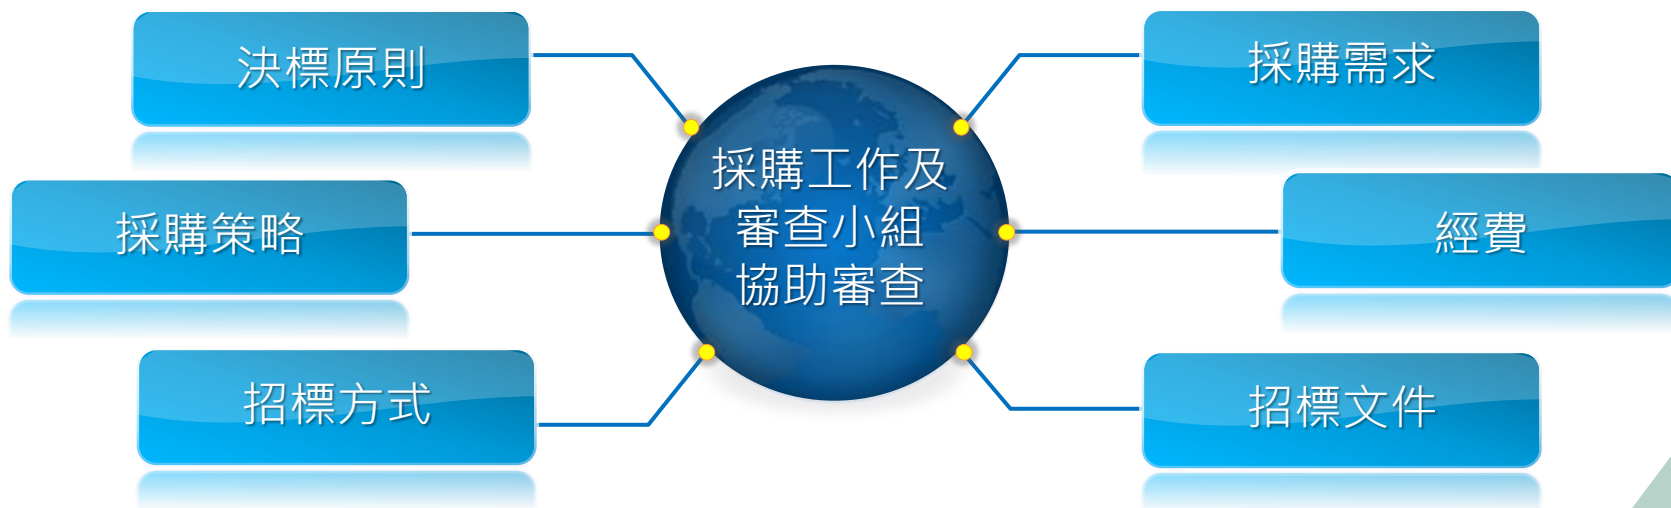 決標原則
採購需求
採購工作及
審查小組
協助審查
採購策略
經費
招標方式
招標文件